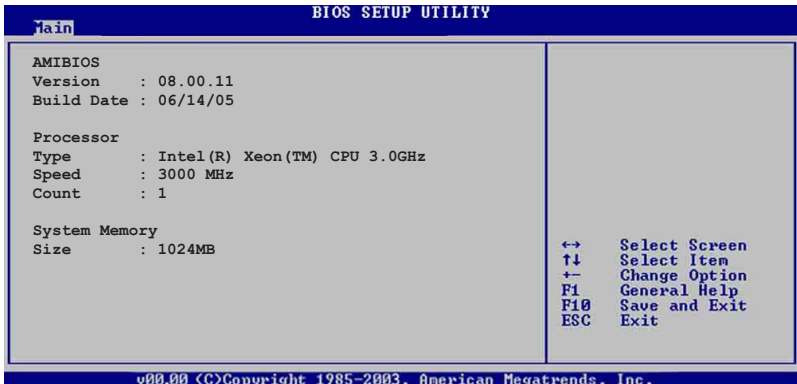 BIOS SETUP UTILITY
Main
AMIBIOS
Version : 08.00.11
Build Date : 06/14/05
Processor
Type : Intel(R) Xeon(TM) CPU 3.0GHz
Speed : 3000 MHz
Count : 1
System Memory
Size : 1024MB
↔ Select Screen
↑↓ Select Item
+- Change Option
F1 General Help
F10 Save and Exit
ESC Exit
v00.00 (C)Copyright 1985-2003, American Megatrends, Inc.